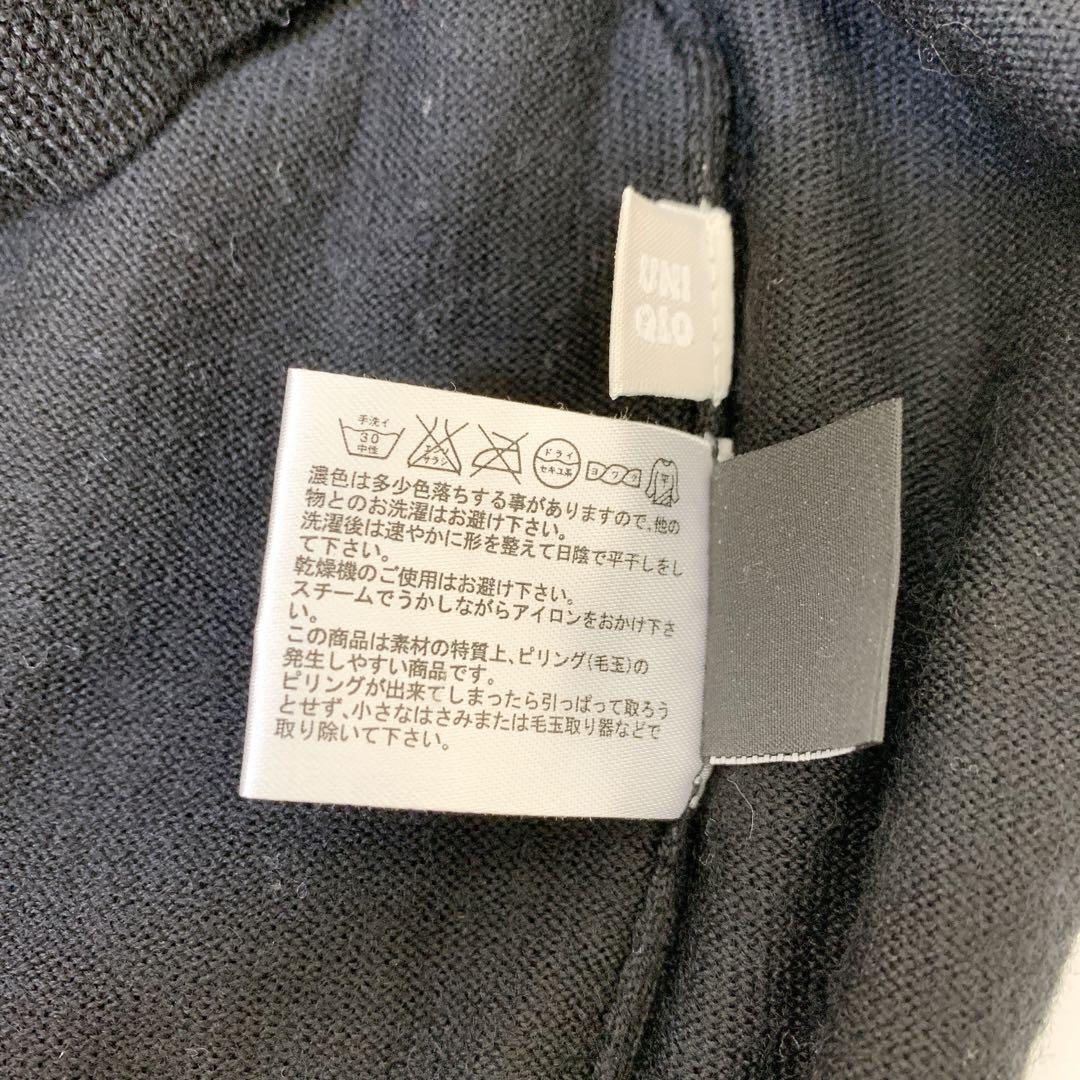 UNI
QLO
手洗イ
30
中性
エンソ
サラシ
ドライ
セキユ系
ヨワク
平
濃色は多少色落ちする事がありますので、他の
物とのお洗濯はお避け下さい。
洗濯後は速やかに形を整えて日陰で平干しをし
て下さい。
乾燥機のご使用はお避け下さい。
スチームでうかしながらアイロンをおかけ下さ
い。
この商品は素材の特質上、ピリング(毛玉)の
発生しやすい商品です。
ピリングが出来てしまったら引っぱって取ろう
とせず、小さなはさみまたは毛玉取り器などで
取り除いて下さい。